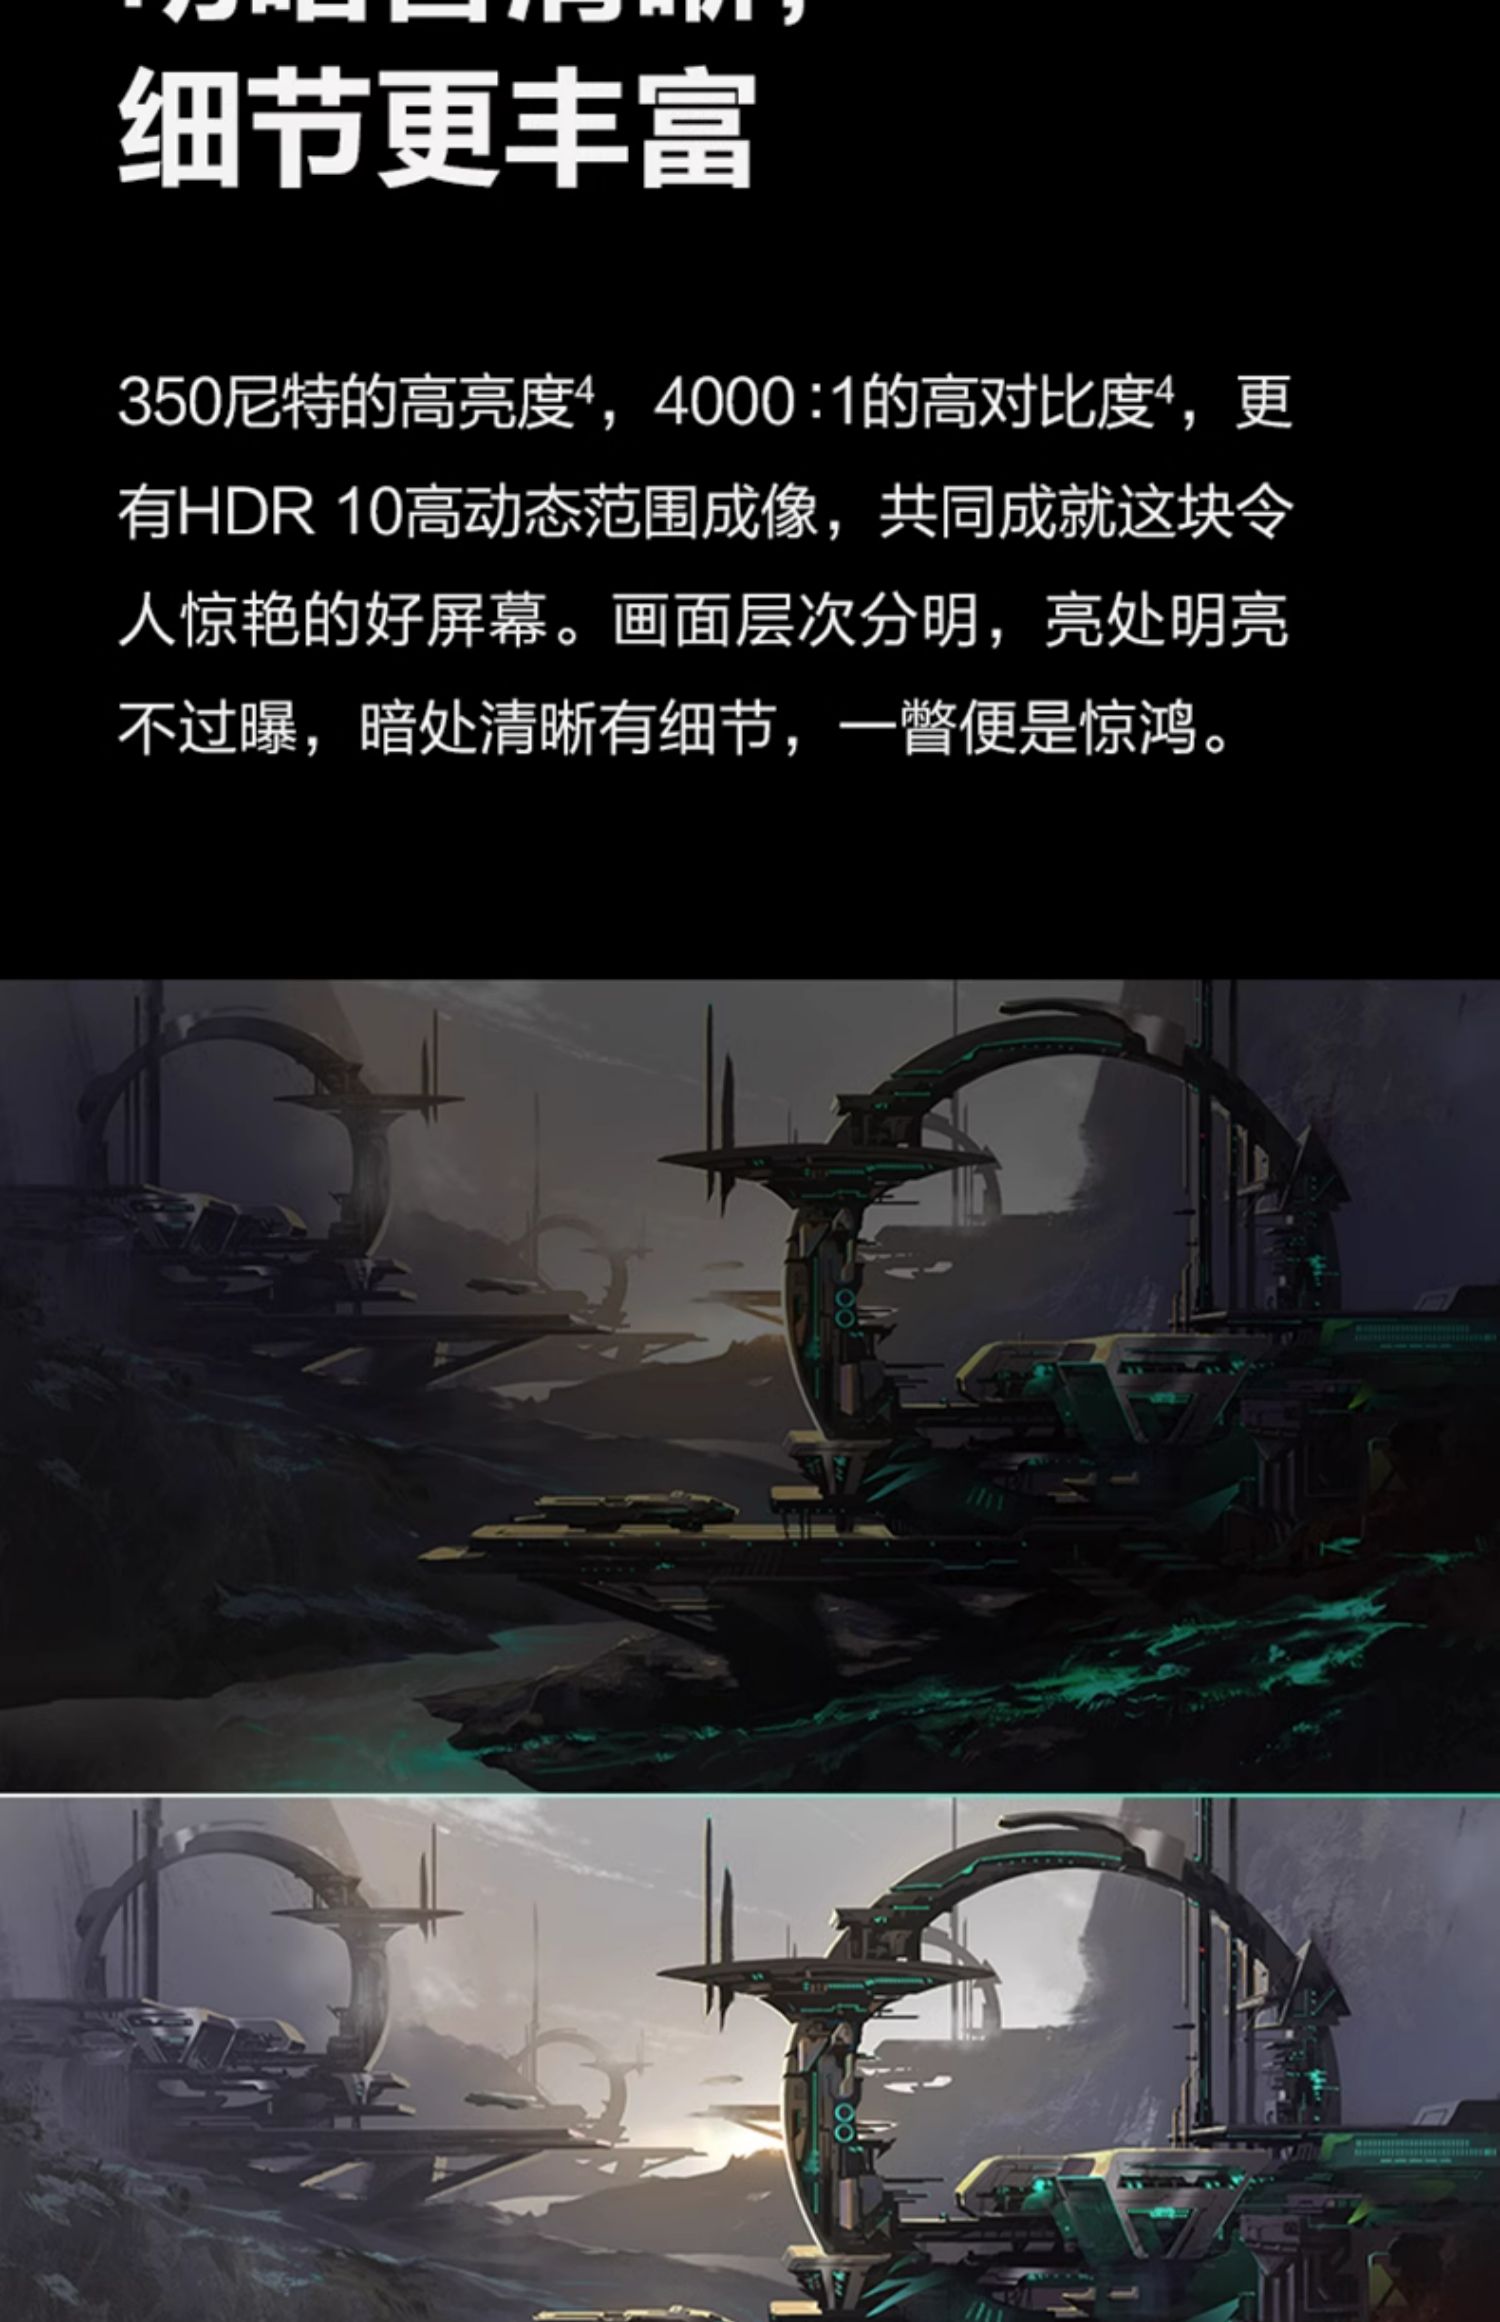 细节更丰富
350尼特的高亮度4，4000:1的高对比度4，更
有HDR 10高动态范围成像，共同成就这块令
人惊艳的好屏幕。画面层次分明，亮处明亮
不过曝，暗处清晰有细节，一瞥便是惊鸿。